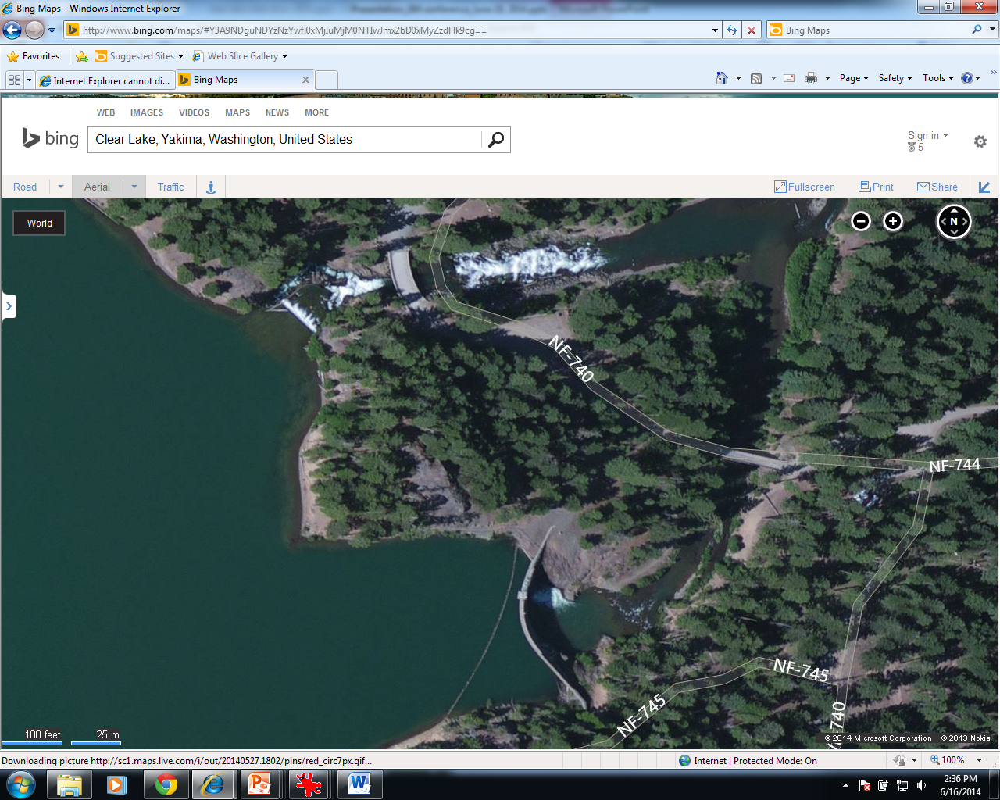 Bing Maps - Windows Internet Explorer
http://www.bing.com/maps/#Y3A9NDguNDYzNzYwfi0xMjIuMjM0NTIwJmx2bD0xMyZzdHk9cg==
Bing Maps
Favorites
Suggested Sites
Web Slice Gallery
Internet Explorer cannot di...
Bing Maps
Page
Safety
Tools
WEB IMAGES VIDEOS MAPS NEWS MORE
bing
Clear Lake, Yakima, Washington, United States
Sign in
5
Road
Aerial
Traffic
Fullscreen
Print
Share
World
N
NF-740
NF-744
NF-745
NF-745
-740
100 feet
25 m
© 2014 Microsoft Corporation © 2013 Nokia
Downloading picture http://sc1.maps.live.com/i/out/20140527.1802/pins/red_circ7px.gif...
Internet | Protected Mode: On
100%
2:36 PM
6/16/2014